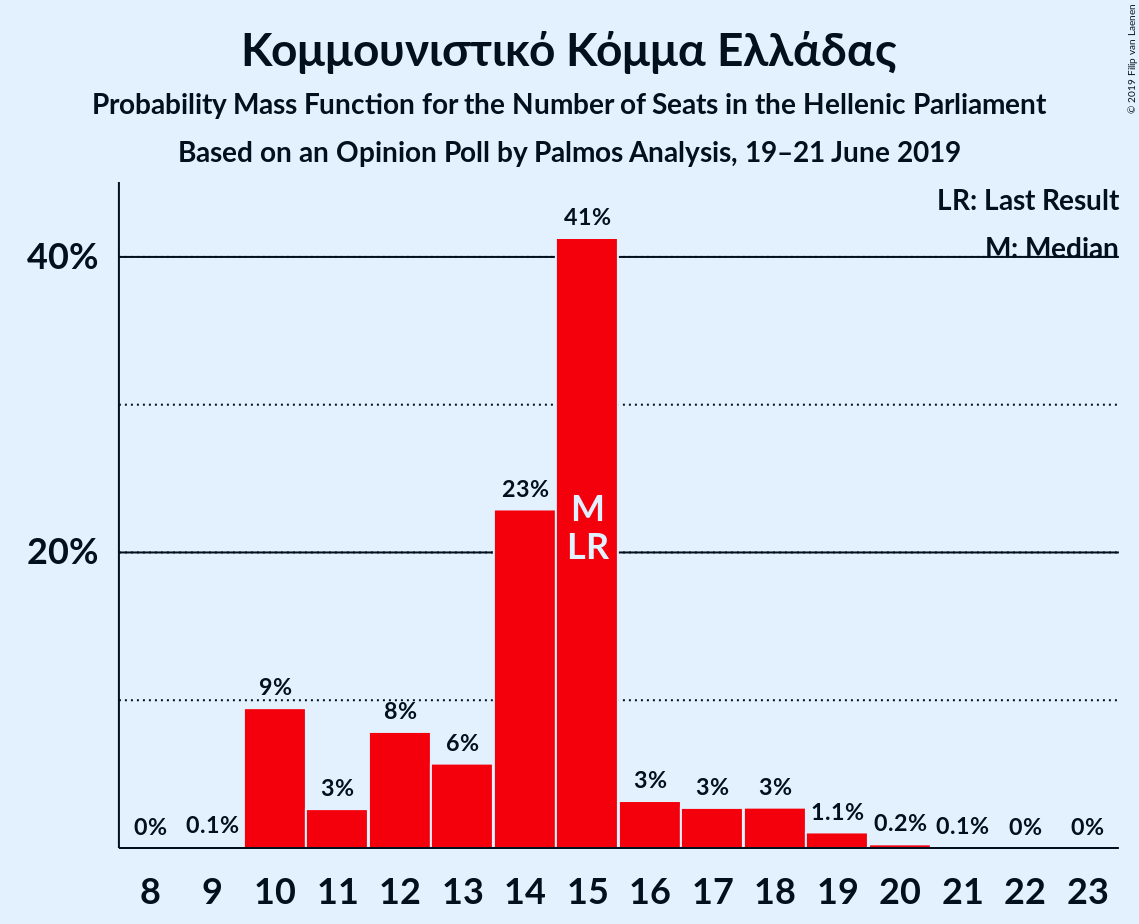 © 2019 Filip van Laenen
Κομμουνιστικό Κόμμα Ελλάδας
Probability Mass Function for the Number of Seats in the Hellenic Parliament
Based on an Opinion Poll by Palmos Analysis, 19–21 June 2019
LR: Last Result
M: Median
40%
20%
0%
0.1%
9%
3%
8%
6%
23%
41%
M
LR
3%
3%
3%
1.1%
0.2%
0.1%
0%
0%
8 9 10 11 12 13 14 15 16 17 18 19 20 21 22 23